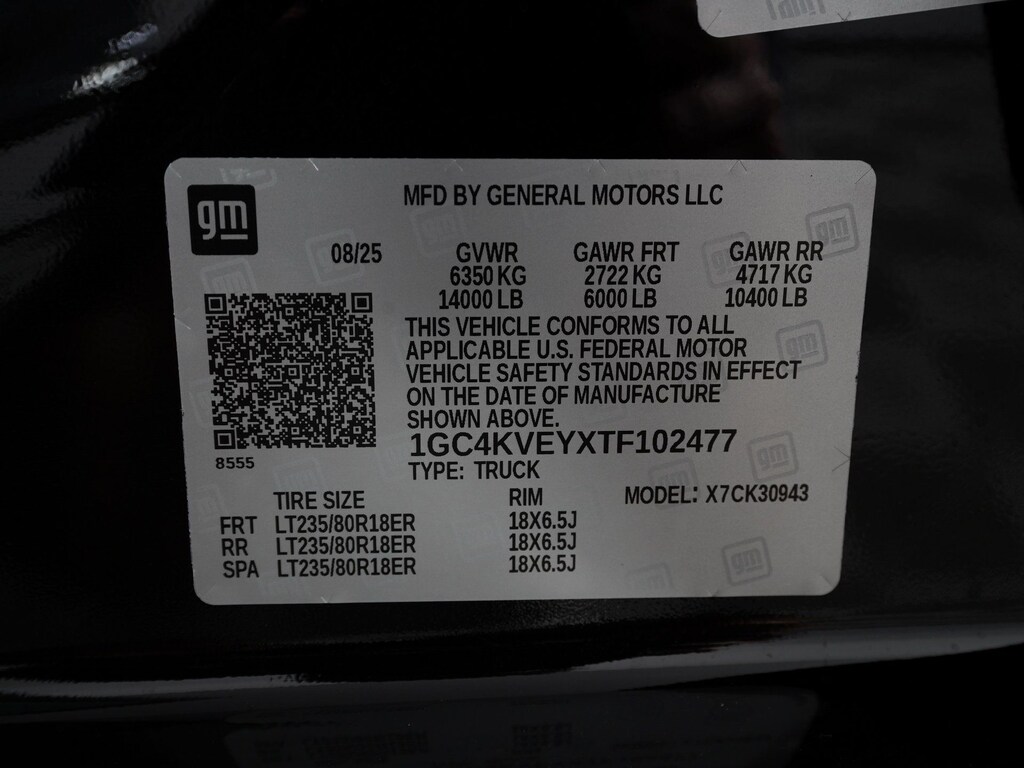 gm
MFD BY GENERAL MOTORS LLC
08/25 GVWR GAWR FRT GAWR RR
6350 KG 2722 KG 4717 KG
14000 LB 6000 LB 10400 LB
THIS VEHICLE CONFORMS TO ALL
APPLICABLE U.S. FEDERAL MOTOR
VEHICLE SAFETY STANDARDS IN EFFECT
ON THE DATE OF MANUFACTURE
SHOWN ABOVE.
1GC4KVEYXTF102477
8555
TYPE: TRUCK
TIRE SIZE RIM MODEL: X7CK30943
FRT LT235/80R18ER 18X6.5J
RR LT235/80R18ER 18X6.5J
SPA LT235/80R18ER 18X6.5J